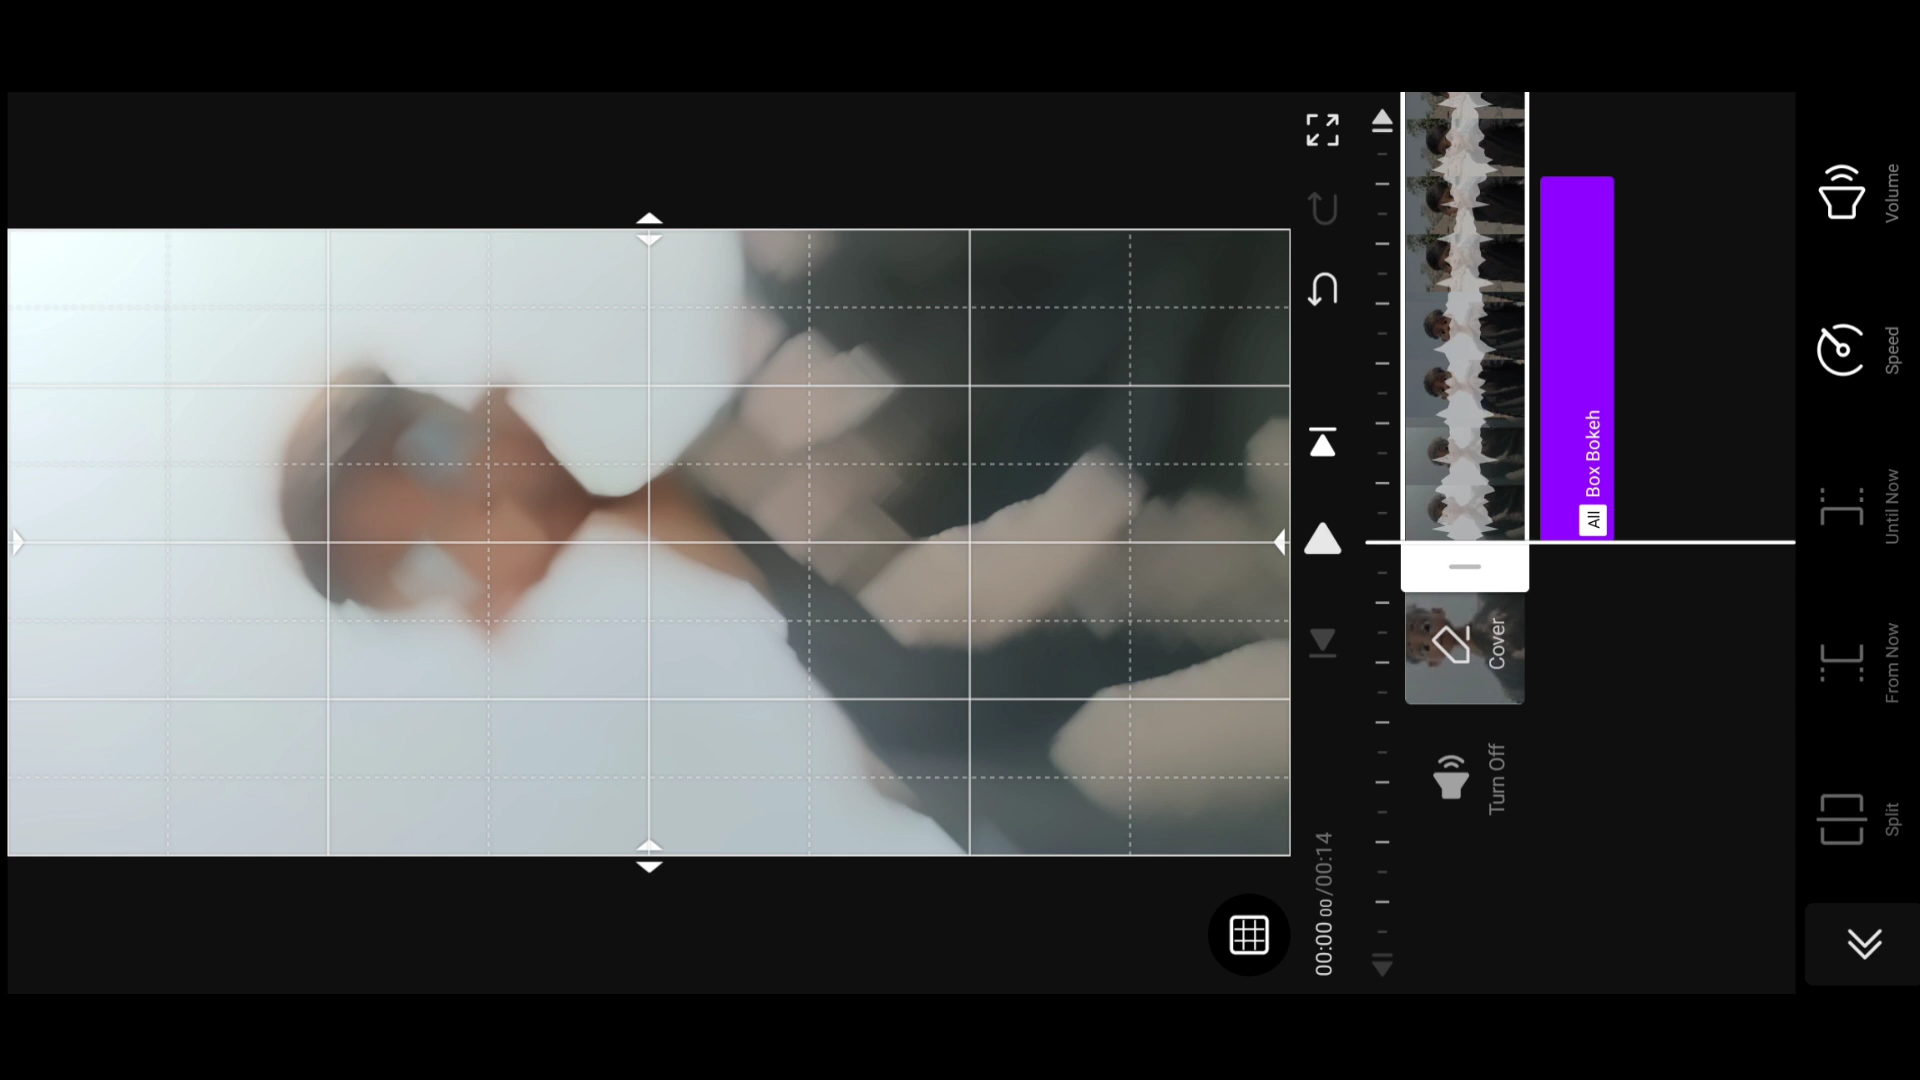 00:00 00 /00:14
Turn Off
Cover
All Box Bokeh
Split
From Now
Until Now
Speed
Volume